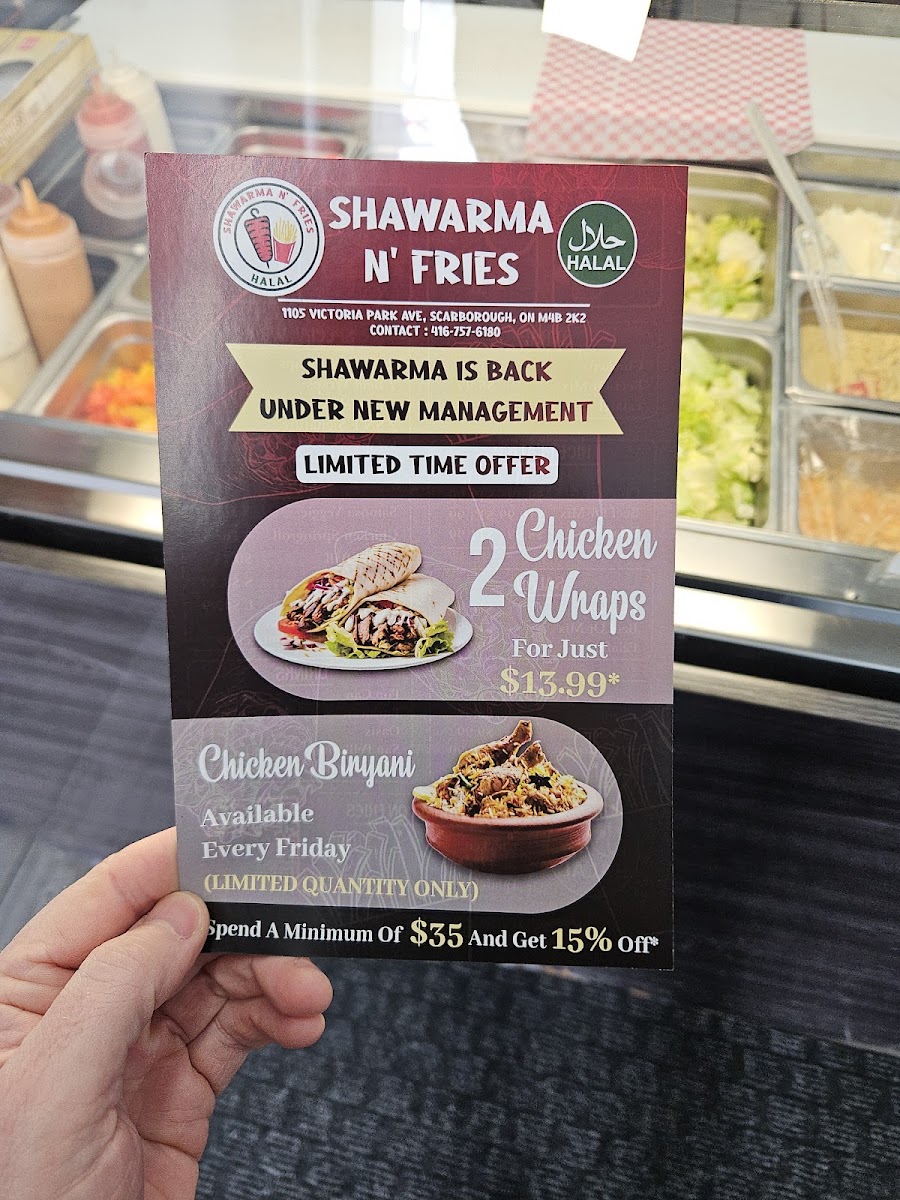 SHAWARMA N' FRIES
HALAL
SHAWARMA
N' FRIES
حلال
HALAL
1105 VICTORIA PARK AVE, SCARBOROUGH, ON M4B 2K2
CONTACT : 416-757-6180
SHAWARMA IS BACK
UNDER NEW MANAGEMENT
LIMITED TIME OFFER
2 Chicken
Wraps
For Just
$13.99*
Chicken Biryani
Available
Every Friday
(LIMITED QUANTITY ONLY)
Spend A Minimum Of $35 And Get 15% Off*